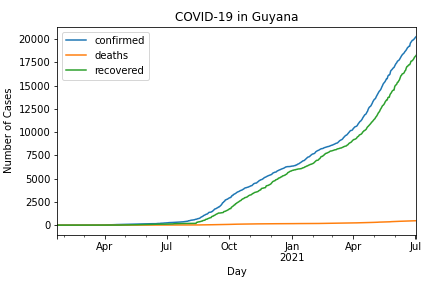 COVID-19 in Guyana
confirmed
deaths
recovered
Number of Cases
20000
17500
15000
12500
10000
7500
5000
2500
0
Apr
Jul
Oct
Jan
2021
Apr
Jul
Day